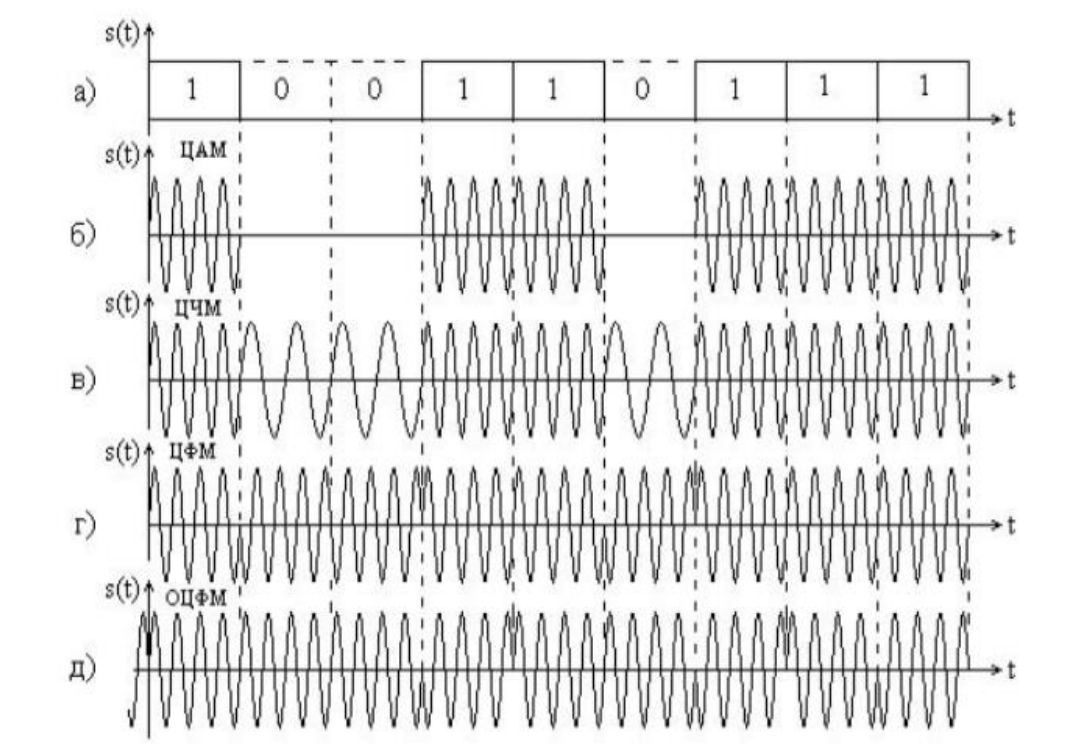 s(t)
а) 1 0 0 1 1 0 1 1 1 t
s(t) ЦАМ
б) t
s(t) ЦЧМ
в) t
s(t) ЦФМ
г) t
s(t) ОЦФМ
д) t